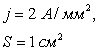 j = 2 А/мм²,
S = 1 см²